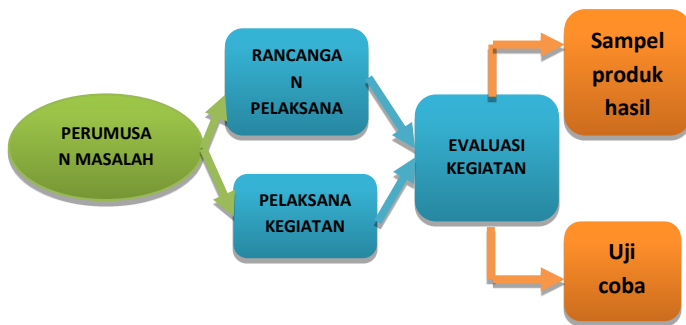 PERUMUSA
N MASALAH
RANCANGA
N
PELAKSANA
PELAKSANA
KEGIATAN
EVALUASI
KEGIATAN
Sampel
produk
hasil
Uji
coba